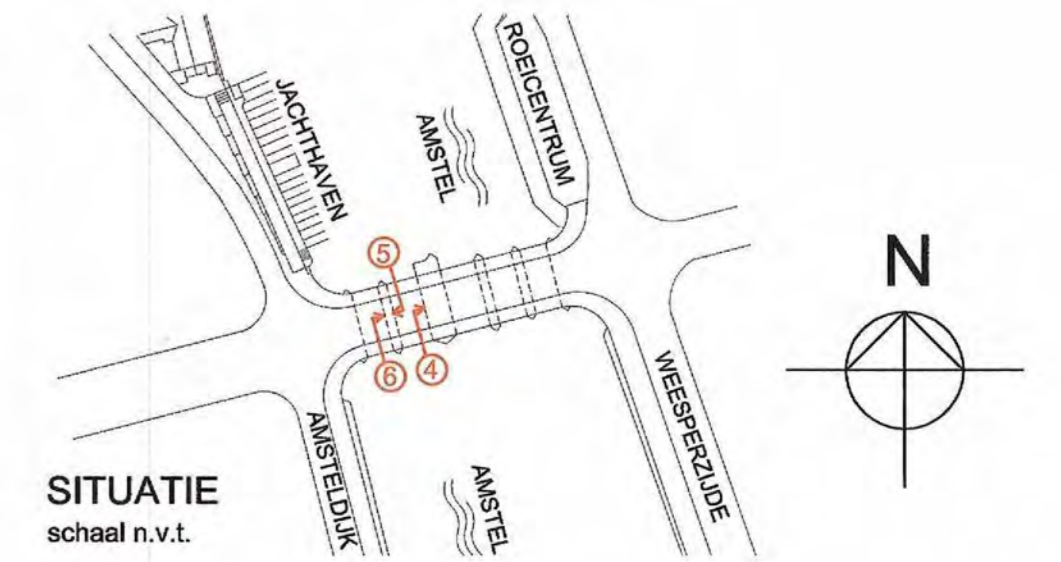 ROEICENTRUM
JACHTHAVEN
AMSTEL
5
N
6
4
WEESPERZIJDE
AMSTELDIJK
AMSTEL
SITUATIE
schaal n.v.t.